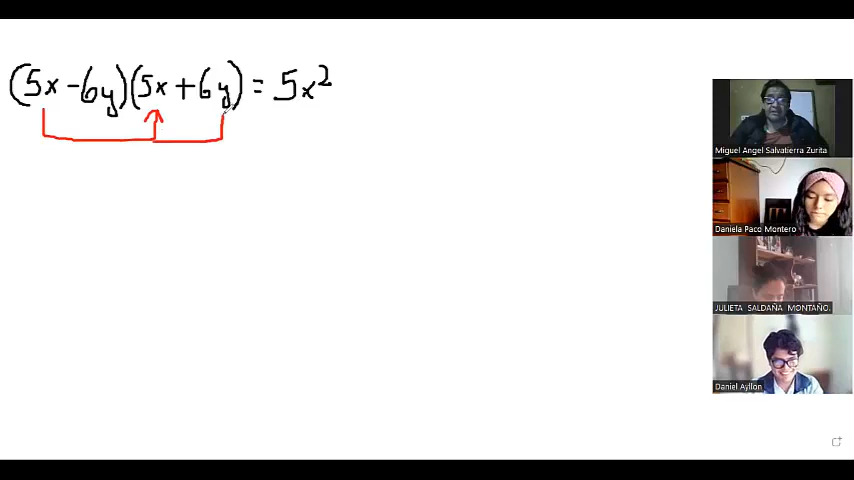 (5x-6y)(5x+6y) = 5x²
Miguel Angel Salvatierra Zurita
Daniela Paco Montero
JULIETA SALDAÑA MONTAÑO.
Daniel Ayllon